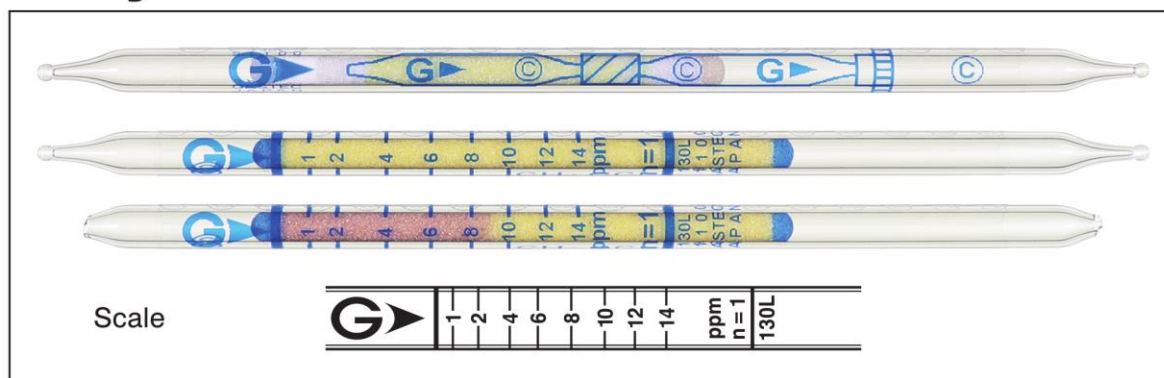 G G © © G ©
G 1 2 4 6 8 10 12 14 ppm n=1 130L
G 1 2 4 6 8 10 12 14 ppm n=1 130L
Scale G 1 2 4 6 8 10 12 14 ppm n = 1 130L